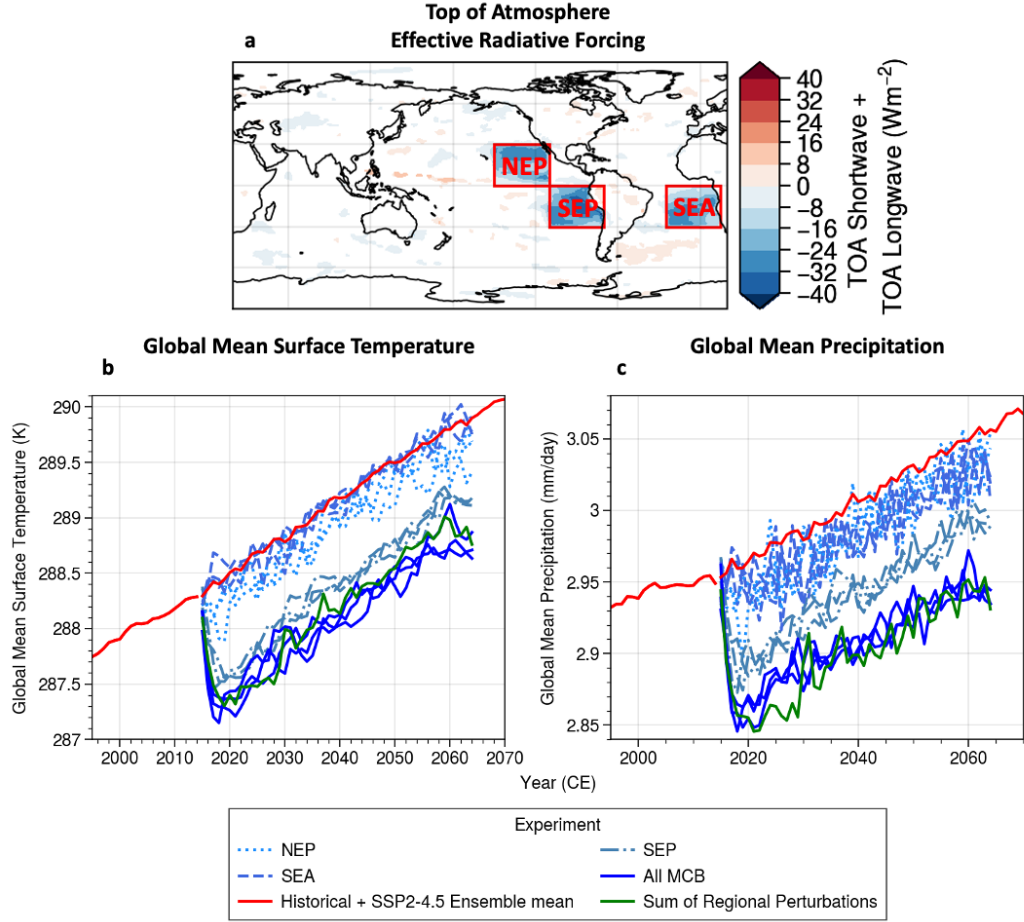 Top of Atmosphere
Effective Radiative Forcing
a
NEP
SEP
SEA
40
32
24
16
8
0
−8
−16
−24
−32
−40
TOA Shortwave +
TOA Longwave (Wm−2)
Global Mean Surface Temperature
b
Global Mean Surface Temperature (K)
290
289.5
289
288.5
288
287.5
287
2000 2010 2020 2030 2040 2050 2060 2070
Global Mean Precipitation
c
Global Mean Precipitation (mm/day)
3.05
3
2.95
2.9
2.85
2000 2020 2040 2060
Year (CE)
Experiment
NEP
SEP
SEA
All MCB
Historical + SSP2-4.5 Ensemble mean
Sum of Regional Perturbations